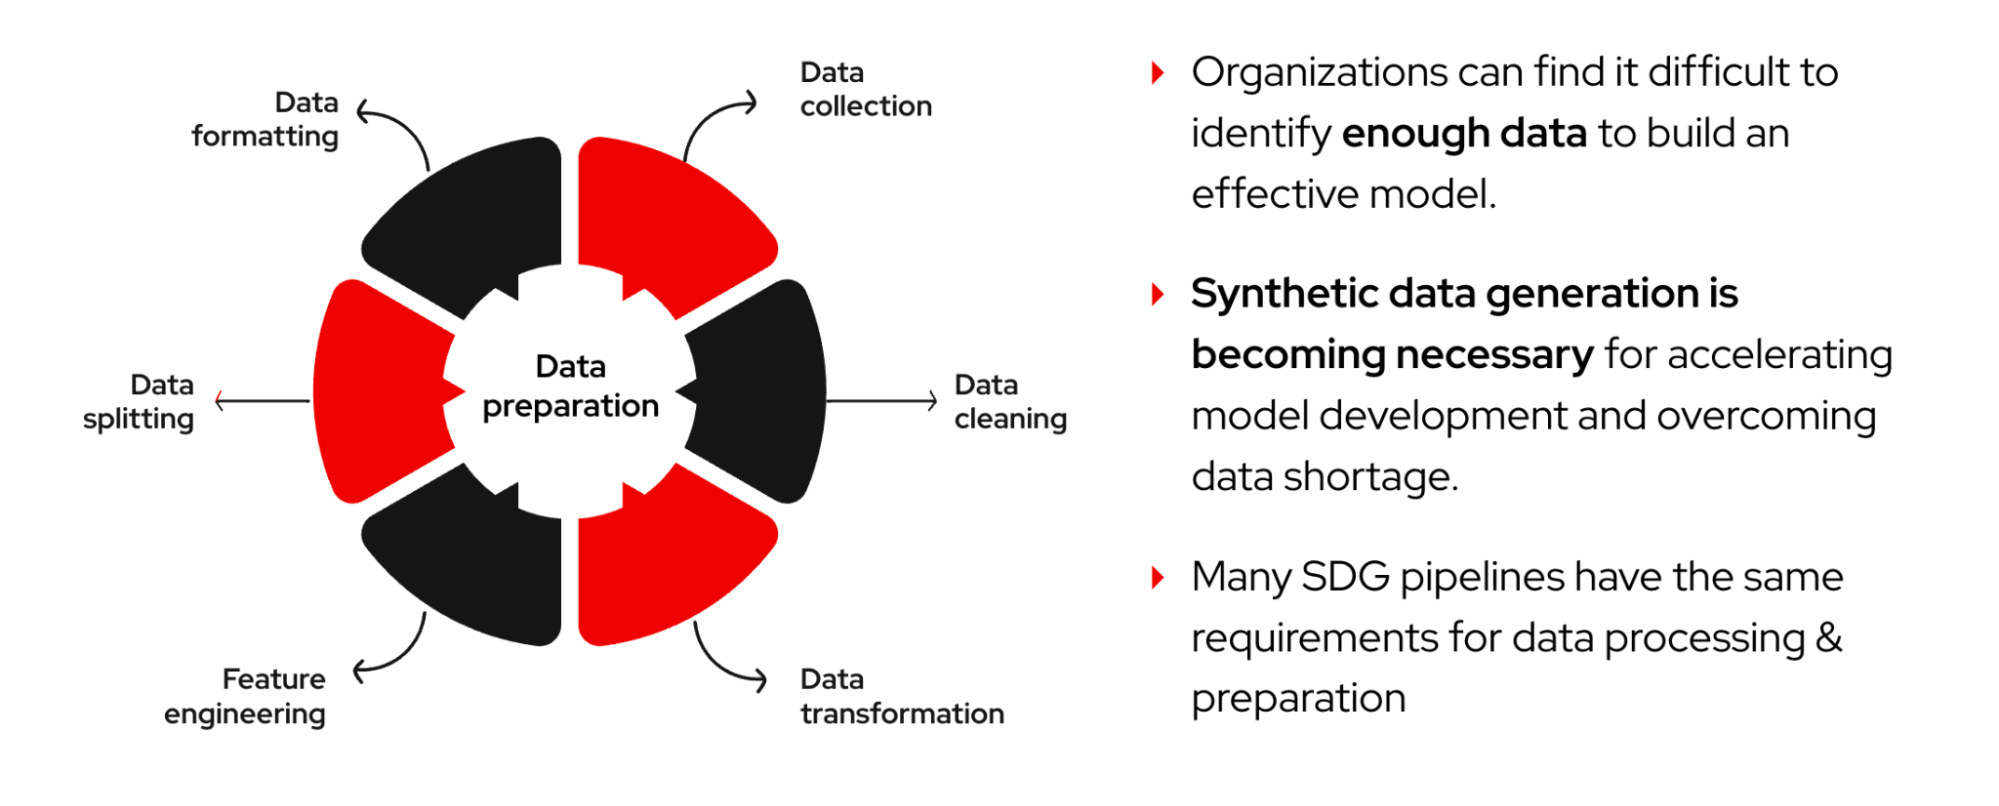 Data
formatting
Data
collection
Data
splitting
Data
preparation
Data
cleaning
Feature
engineering
Data
transformation
Organizations can find it difficult to
identify enough data to build an
effective model.
Synthetic data generation is
becoming necessary for accelerating
model development and overcoming
data shortage.
Many SDG pipelines have the same
requirements for data processing &
preparation